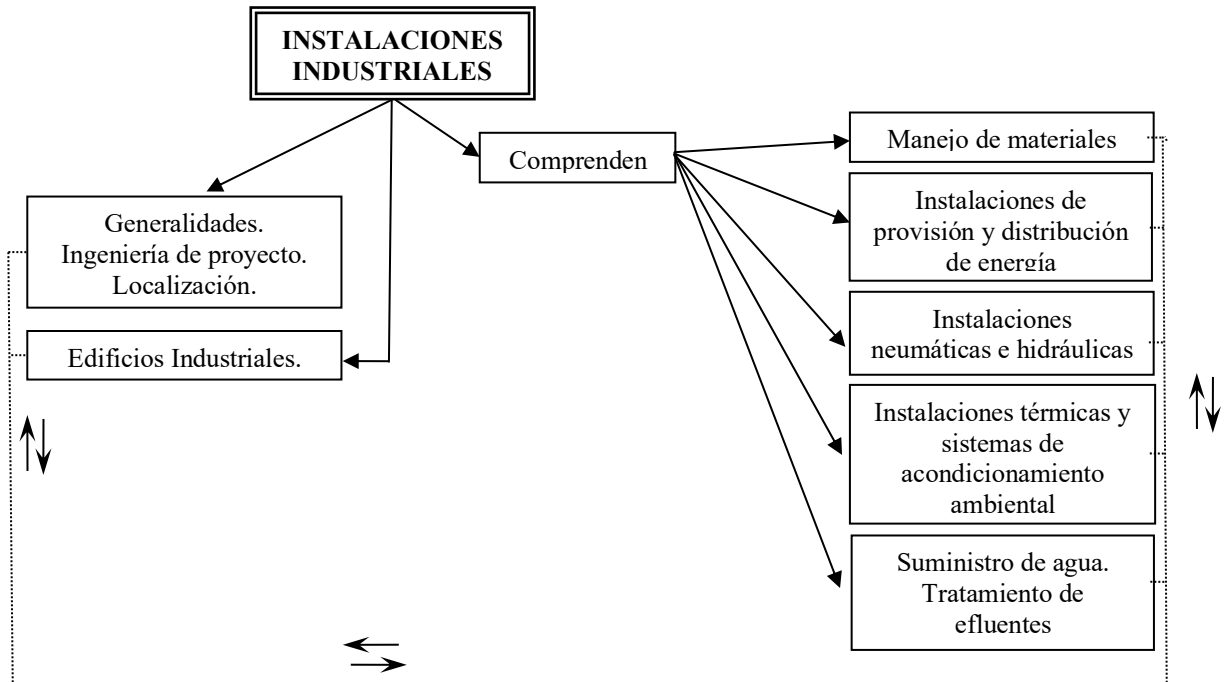 INSTALACIONES
INDUSTRIALES
Comprenden
Generalidades.
Ingeniería de proyecto.
Localización.
Edificios Industriales.
Manejo de materiales
Instalaciones de
provisión y distribución
de energía
Instalaciones
neumáticas e hidráulicas
Instalaciones térmicas y
sistemas de
acondicionamiento
ambiental
Suministro de agua.
Tratamiento de
efluentes